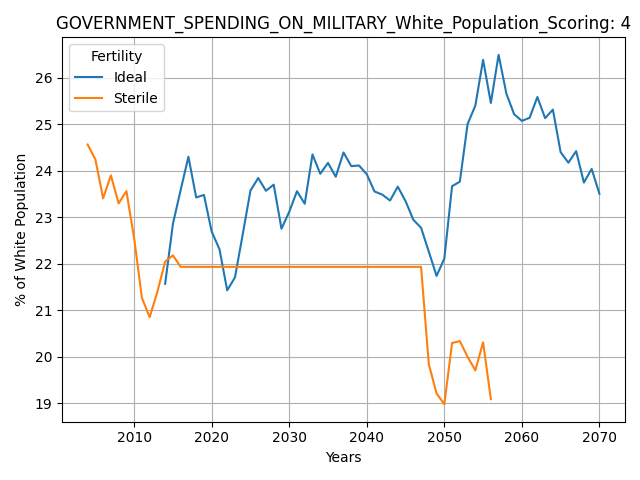 GOVERNMENT_SPENDING_ON_MILITARY_White_Population_Scoring: 4
Fertility
Ideal
Sterile
% of White Population
26
25
24
23
22
21
20
19
2010 2020 2030 2040 2050 2060 2070
Years